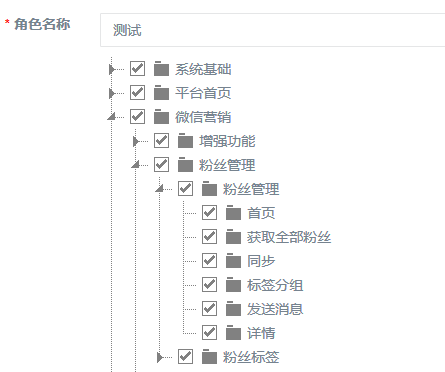 * 角色名称
测试
系统基础
平台首页
微信营销
增强功能
粉丝管理
粉丝管理
首页
获取全部粉丝
同步
标签分组
发送消息
详情
粉丝标签